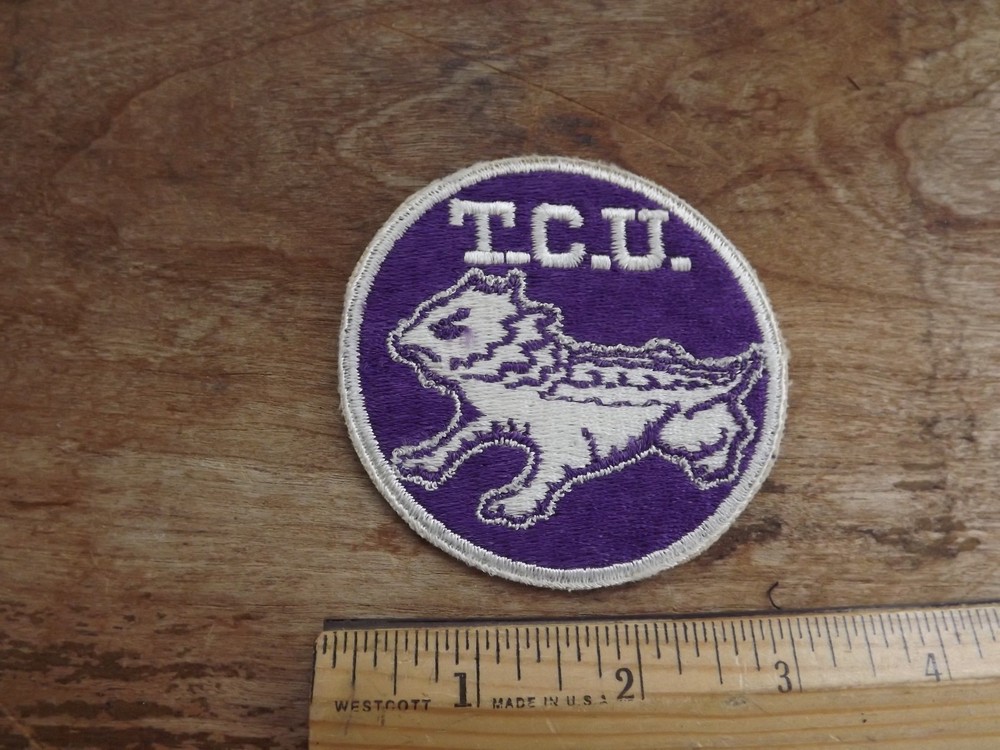 T.C.U.
1 2 3 4
WESTCOTT MADE IN U.S.A.